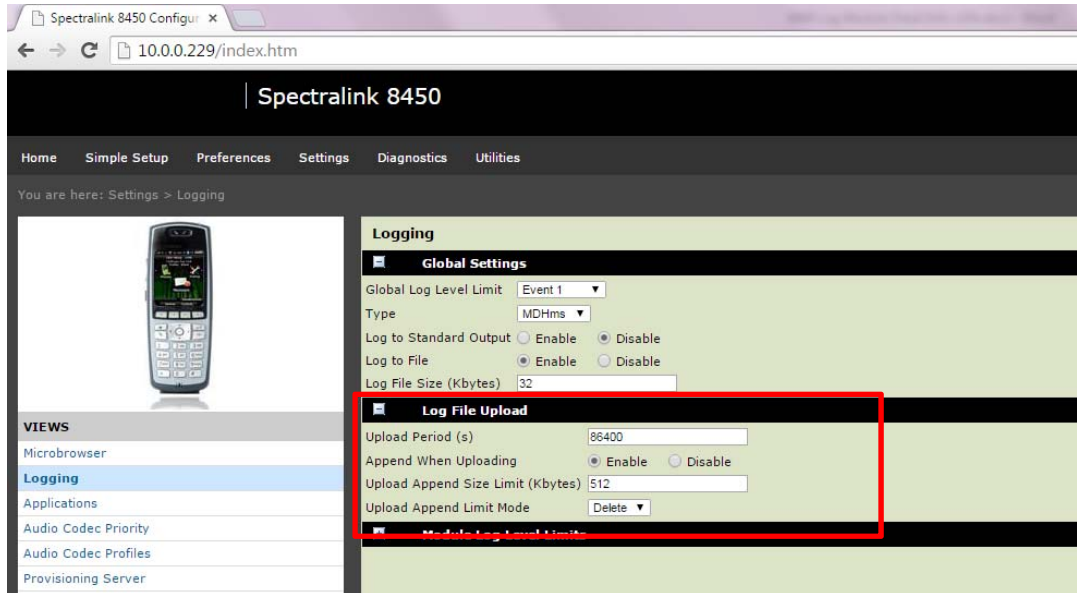 Spectralink 8450 Configur ×
10.0.0.229/index.htm
Spectralink 8450
Home Simple Setup Preferences Settings Diagnostics Utilities
You are here: Settings > Logging
Logging
Global Settings
Global Log Level Limit Event 1
Type MDHms
Log to Standard Output Enable Disable
Log to File Enable Disable
Log File Size (Kbytes) 32
Log File Upload
Upload Period (s) 86400
Append When Uploading Enable Disable
Upload Append Size Limit (Kbytes) 512
Upload Append Limit Mode Delete
Module Log Level Limits
VIEWS
Microbrowser
Logging
Applications
Audio Codec Priority
Audio Codec Profiles
Provisioning Server